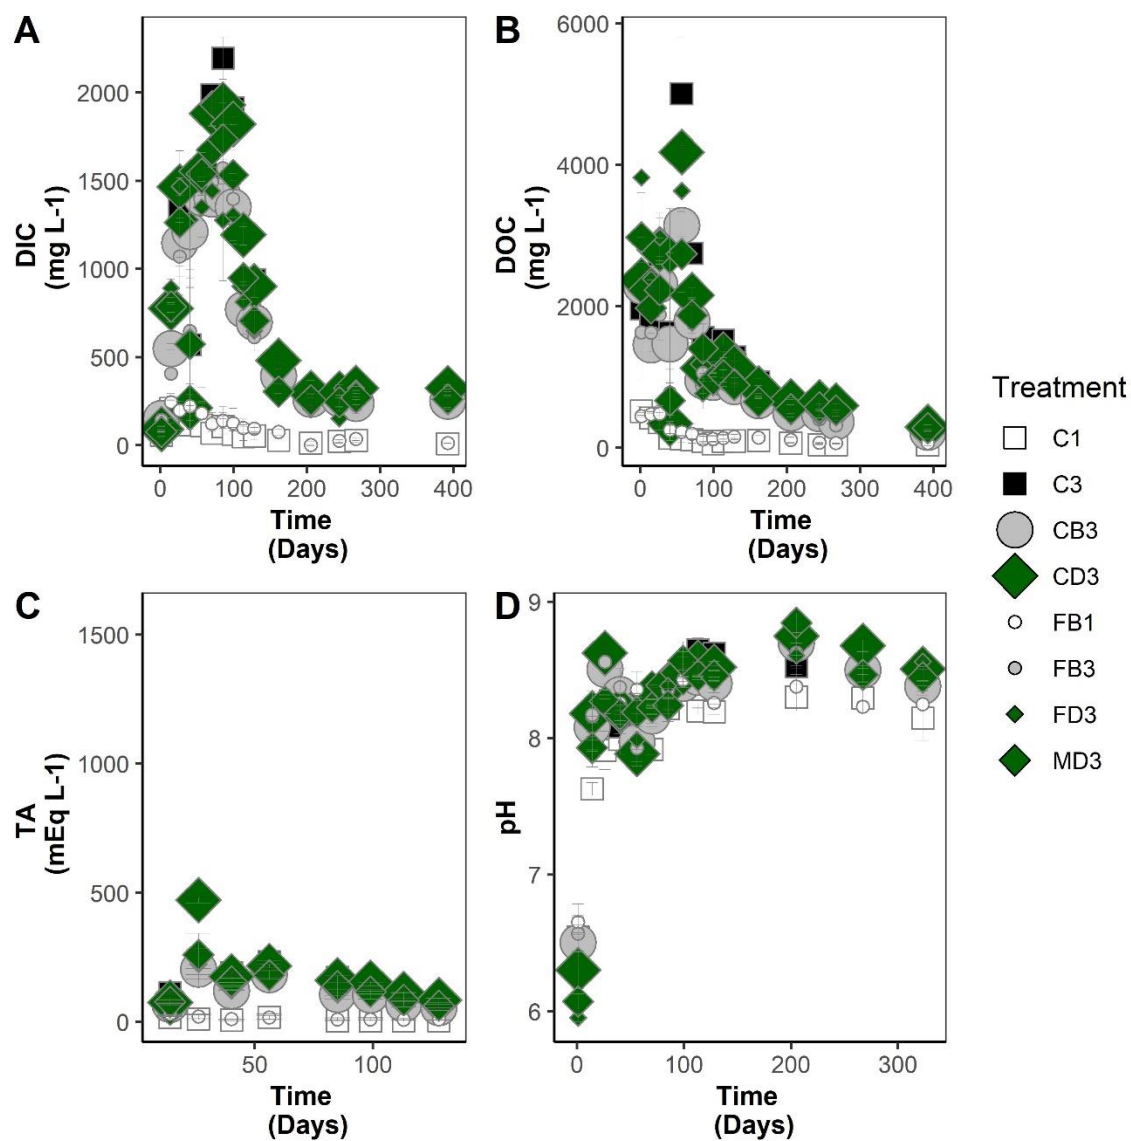 A
DIC
(mg L-1)
2000
1500
1000
500
0
0 100 200 300 400
Time
(Days)
B
DOC
(mg L-1)
6000
4000
2000
0
0 100 200 300 400
Time
(Days)
C
TA
(mEq L-1)
1500
1000
500
0
50 100
Time
(Days)
D
pH
9
8
7
6
0 100 200 300
Time
(Days)
Treatment
C1
C3
CB3
CD3
FB1
FB3
FD3
MD3